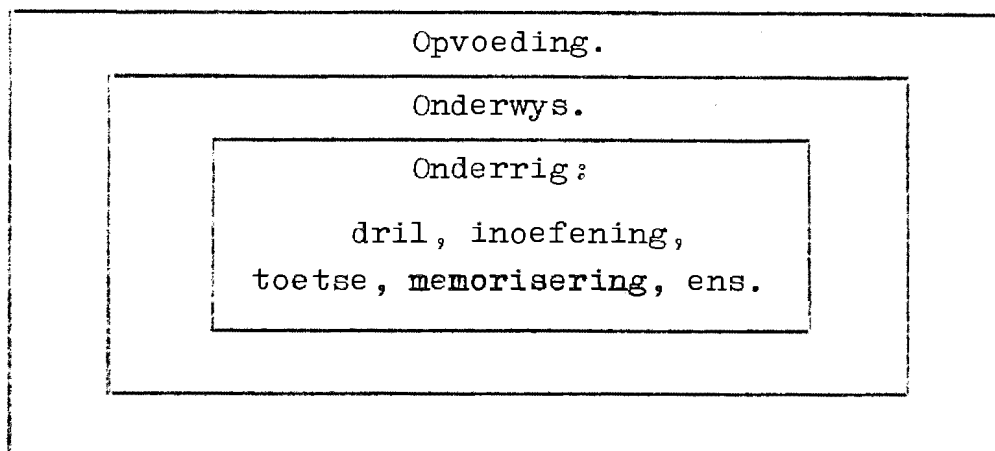 Opvoeding.
Onderwys.
Onderrig:
dril, inoefening,
toetse, memorisering, ens.